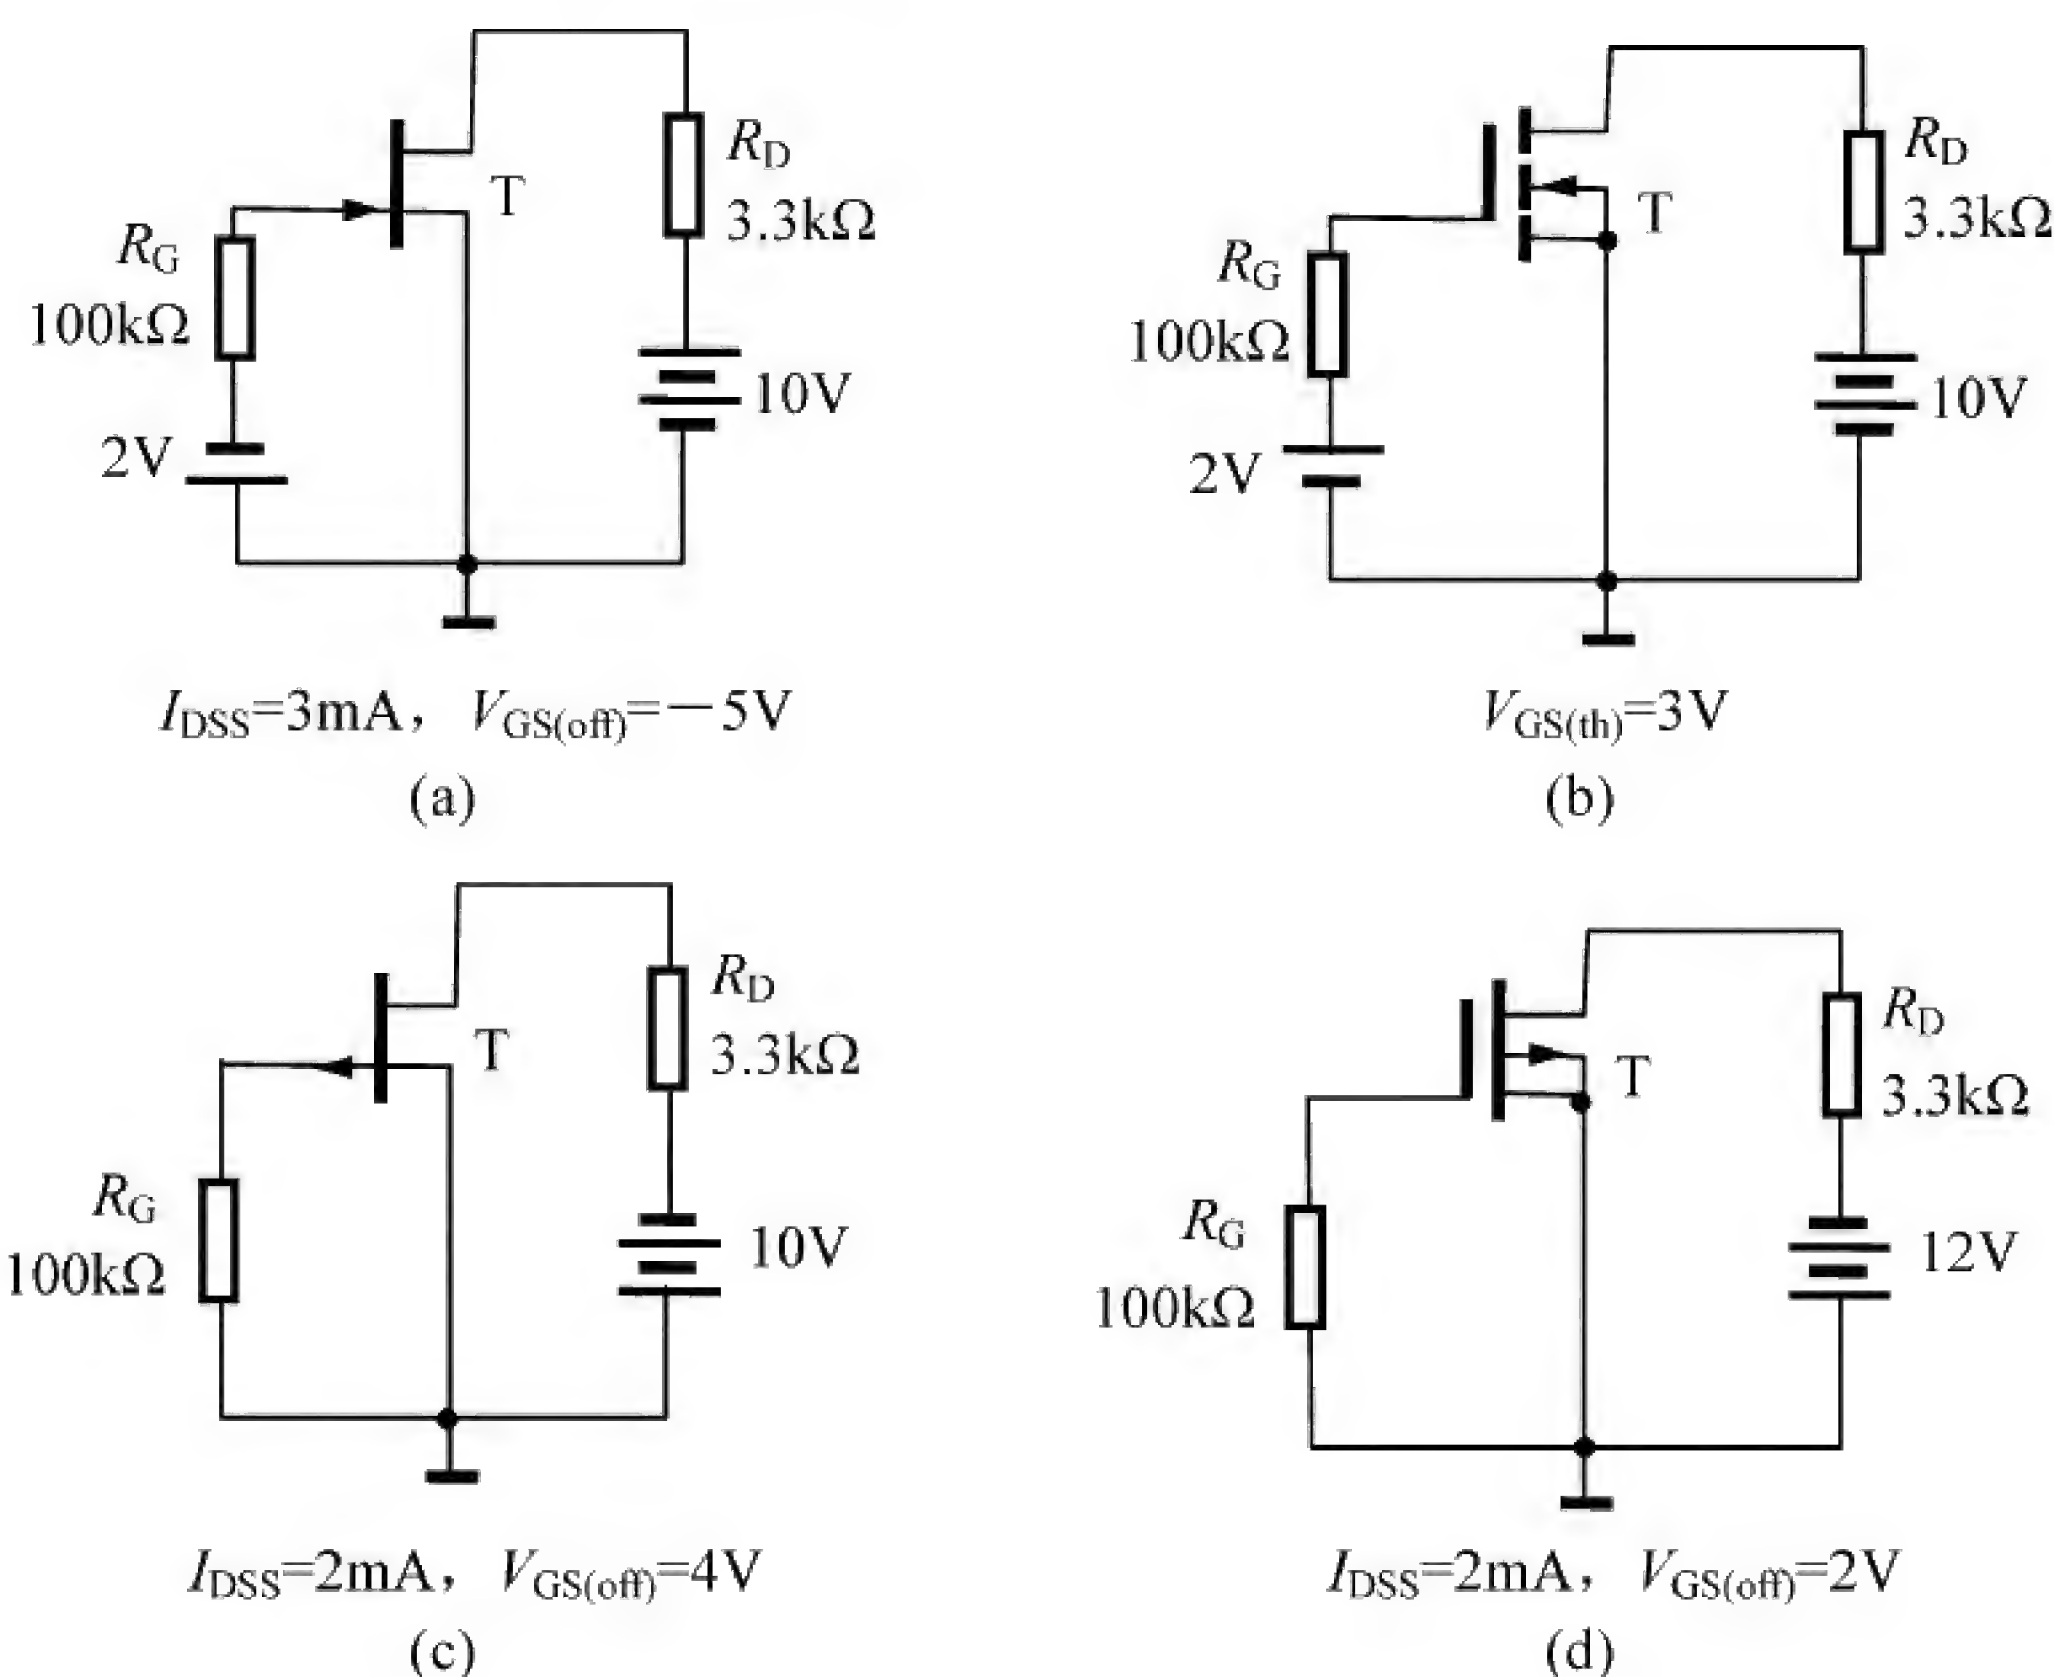 R_D
3.3kΩ
T
R_G
100kΩ
2V
10V
I_DSS=3mA, V_GS(off)=−5V
(a)
R_D
3.3kΩ
T
R_G
100kΩ
2V
10V
V_GS(th)=3V
(b)
R_D
3.3kΩ
T
R_G
100kΩ
10V
I_DSS=2mA, V_GS(off)=4V
(c)
R_D
3.3kΩ
T
R_G
100kΩ
12V
I_DSS=2mA, V_GS(off)=2V
(d)